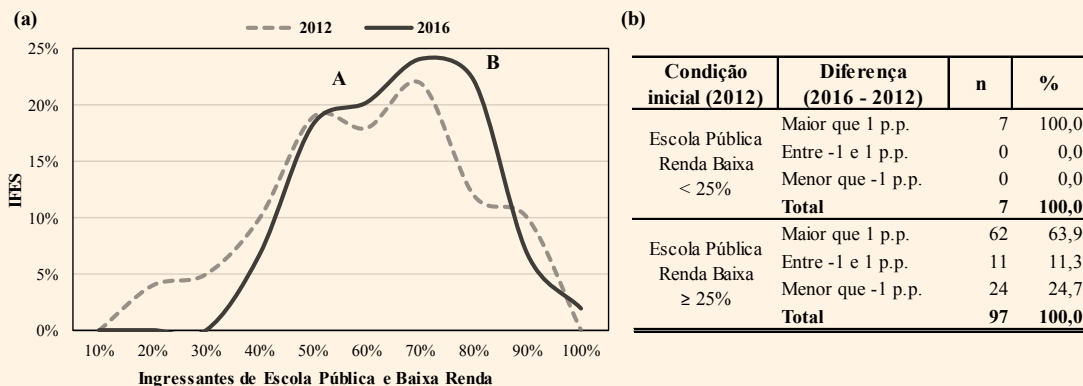 (a)
2012 2016
25%
20%
15%
10%
5%
0%
IFES
A
B
10% 20% 30% 40% 50% 60% 70% 80% 90% 100%
Ingressantes de Escola Pública e Baixa Renda
(b)
Condição inicial (2012) Diferença (2016 - 2012) n %
Escola Pública Renda Baixa < 25%
Maior que 1 p.p. 7 100,0
Entre -1 e 1 p.p. 0 0,0
Menor que -1 p.p. 0 0,0
Total 7 100,0
Escola Pública Renda Baixa ≥ 25%
Maior que 1 p.p. 62 63,9
Entre -1 e 1 p.p. 11 11,3
Menor que -1 p.p. 24 24,7
Total 97 100,0